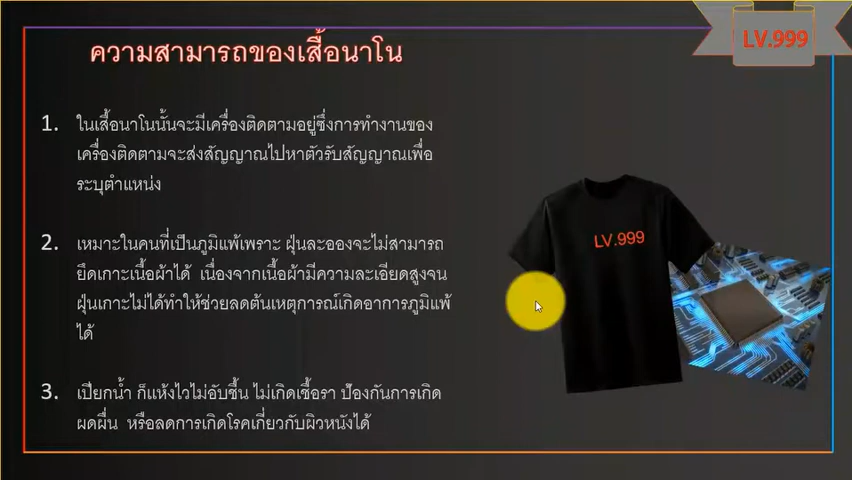 ความสามารถของเสื้อนาโน
LV.999
1. ในเสื้อนาโนนั้นจะมีเครื่องติดตามอยู่ซึ่งการทำงานของ
เครื่องติดตามจะส่งสัญญาณไปหาตัวรับสัญญาณเพื่อ
ระบุตำแหน่ง
2. เหมาะในคนที่เป็นภูมิแพ้เพราะ ฝุ่นละอองจะไม่สามารถ
ยึดเกาะเนื้อผ้าได้ เนื่องจากเนื้อผ้ามีความละเอียดสูงจน
ฝุ่นเกาะไม่ได้ทำให้ช่วยลดต้นเหตุการณ์เกิดอาการภูมิแพ้
ได้
3. เปียกน้ำ ก็แห้งไวไม่อับชื้น ไม่เกิดเชื้อรา ป้องกันการเกิด
ผดผื่น หรือลดการเกิดโรคเกี่ยวกับผิวหนังได้
LV.999